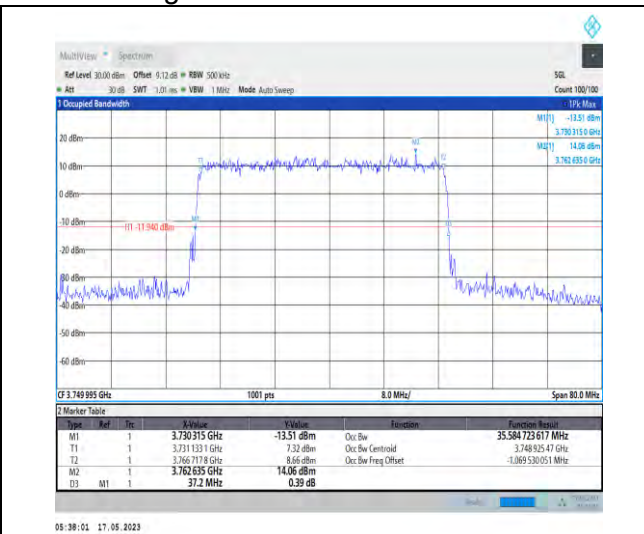 MultiView Spectrum
Ref Level 30.00 dBm Offset 9.12 dB RBW 500 kHz SGL
Att 30 dB SWT 1.01 ms VBW 1 MHz Mode Auto Sweep Count 100/100
1 Occupied Bandwidth 1Pk Max
M1[1] -13.51 dBm
3.730 315 0 GHz
M2[1] 14.06 dBm
3.762 635 0 GHz
20 dBm
M2
T1
T2
10 dBm
0 dBm
-10 dBm
M1
H1 -11.940 dBm
-20 dBm
-30 dBm
-40 dBm
-50 dBm
-60 dBm
CF 3.749 995 GHz 1001 pts 8.0 MHz/ Span 80.0 MHz
2 Marker Table
Type Ref Trc X-Value Y-Value Function Function Result
M1 1 3.730 315 GHz -13.51 dBm Occ Bw 35.584 723 617 MHz
T1 1 3.731 133 1 GHz 7.32 dBm Occ Bw Centroid 3.748 925 47 GHz
T2 1 3.766 717 8 GHz 8.66 dBm Occ Bw Freq Offset -1.069 530 051 MHz
M2 1 3.762 635 GHz 14.06 dBm
D3 M1 1 37.2 MHz 0.39 dB
05:38:01 17.05.2023